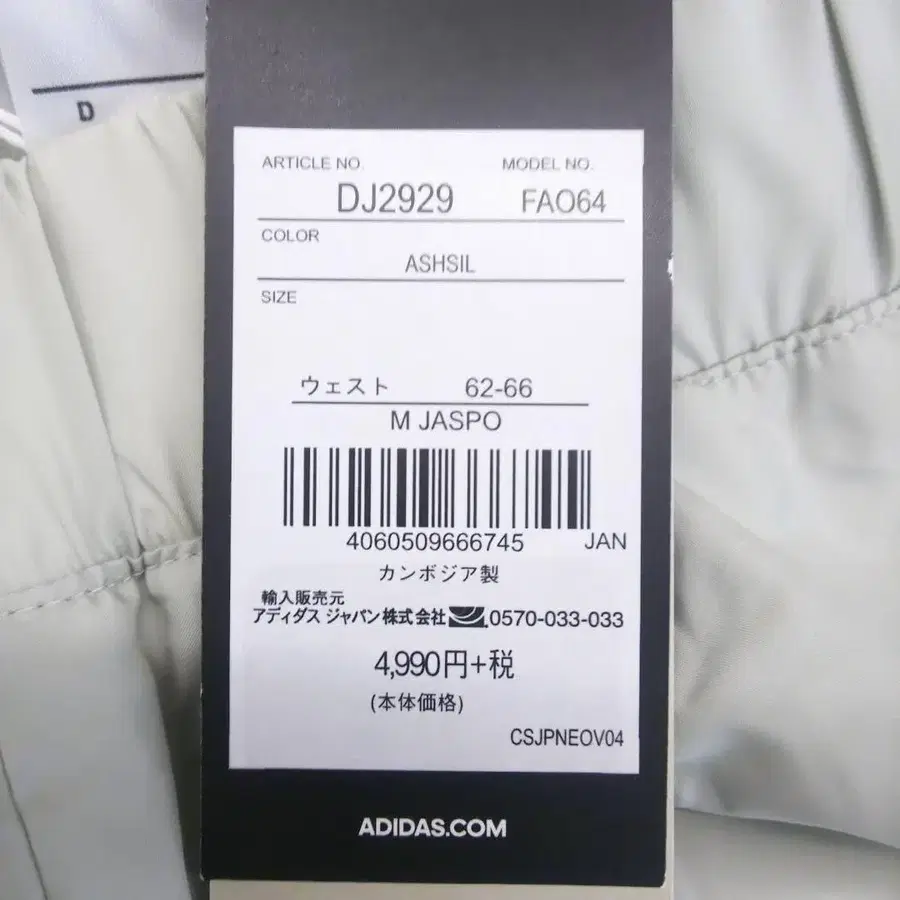 D
ARTICLE NO. MODEL NO.
DJ2929 FAO64
COLOR
ASHSIL
SIZE
ウェスト 62-66
M JASPO
4060509666745 JAN
カンボジア製
輸入販売元
アディダス ジャパン株式会社 0570-033-033
4,990円+税
(本体価格)
CSJPNEOV04
ADIDAS.COM